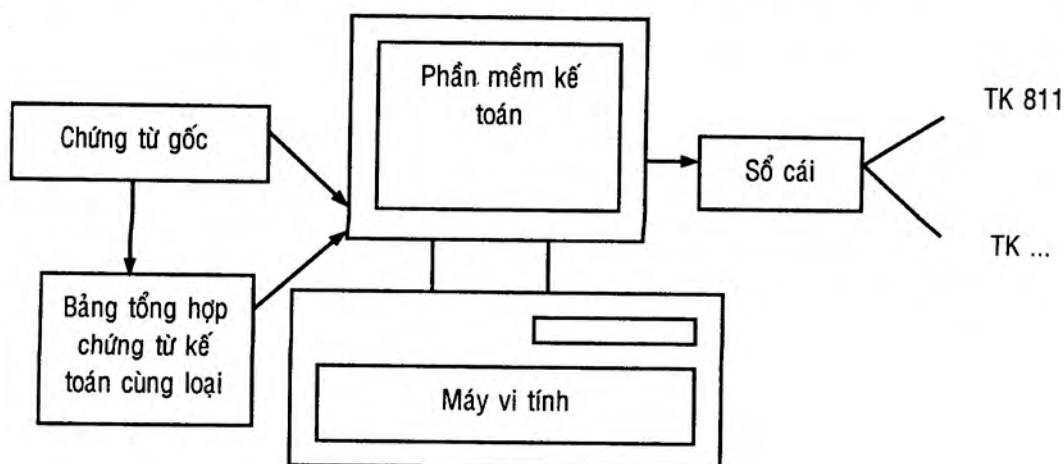 Phần mềm kế
toán
Chứng từ gốc
Bảng tổng hợp
chứng từ kế
toán cùng loại
Máy vi tính
Sổ cái
TK 811
TK ...